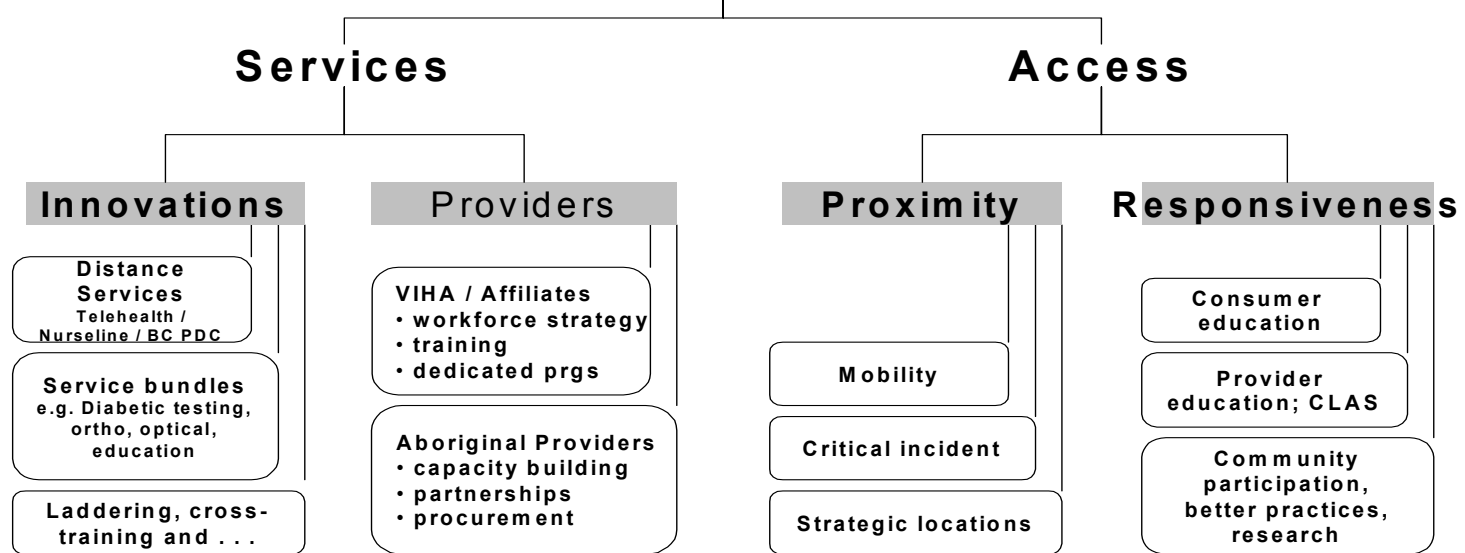 Services
Access
Innovations
Providers
Proximity
Responsiveness
Distance
Services
Telehealth /
Nurseline / BC PDC
Service bundles
e.g. Diabetic testing,
ortho, optical,
education
Laddering, cross-
training and . . .
VIHA / Affiliates
• workforce strategy
• training
• dedicated prgs
Aboriginal Providers
• capacity building
• partnerships
• procurement
Mobility
Critical incident
Strategic locations
Consumer
education
Provider
education; CLAS
Community
participation,
better practices,
research